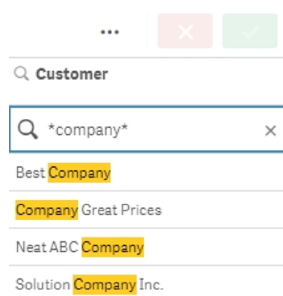 Customer
*company*
Best Company
Company Great Prices
Neat ABC Company
Solution Company Inc.